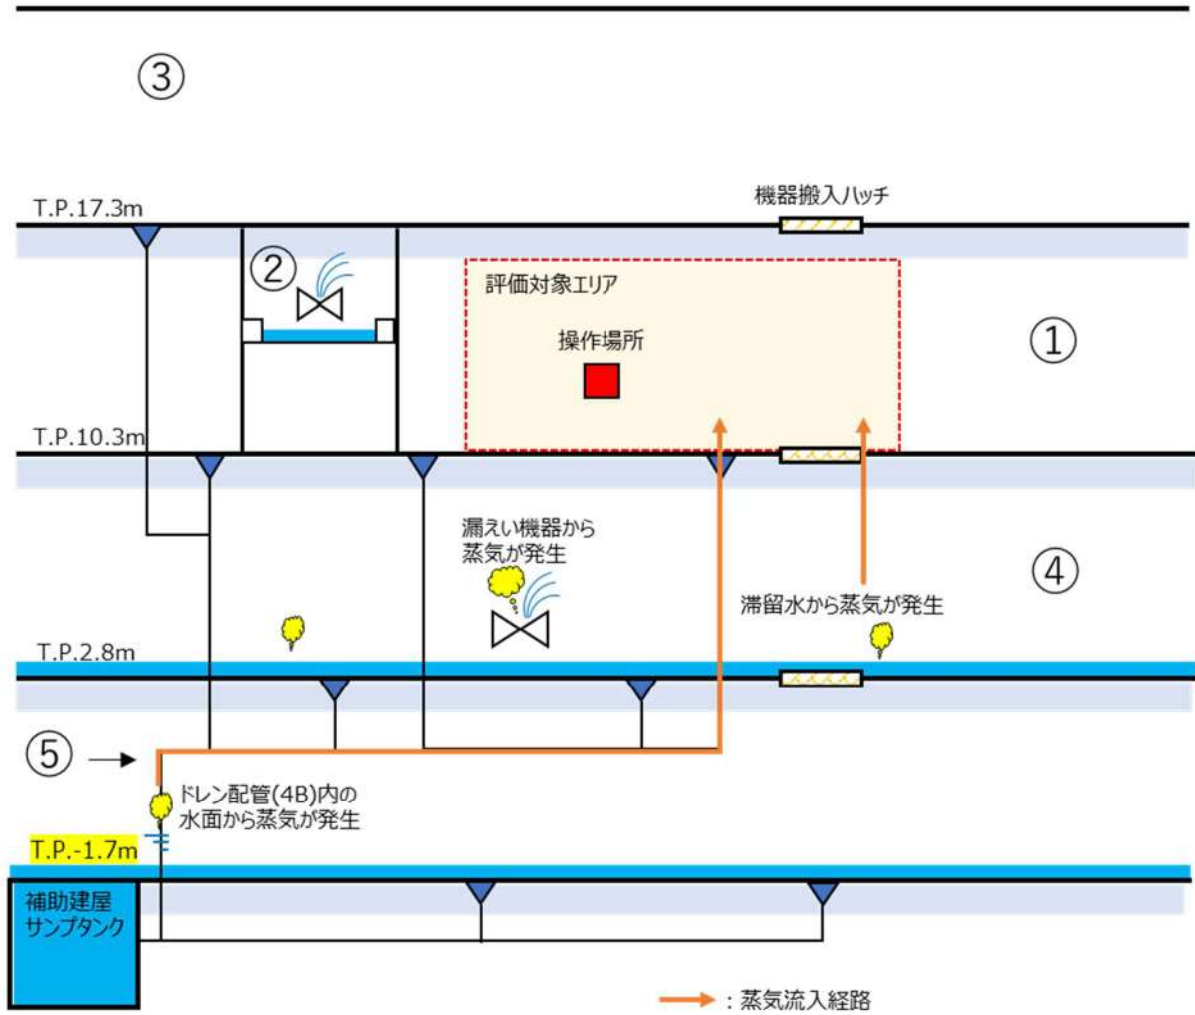 ③
T.P.17.3m
機器搬入ハッチ
②
評価対象エリア
操作場所
①
T.P.10.3m
漏えい機器から
蒸気が発生
④
滞留水から蒸気が発生
T.P.2.8m
⑤
ドレン配管(4B)内の
水面から蒸気が発生
T.P.-1.7m
補助建屋
サンプタンク
：蒸気流入経路